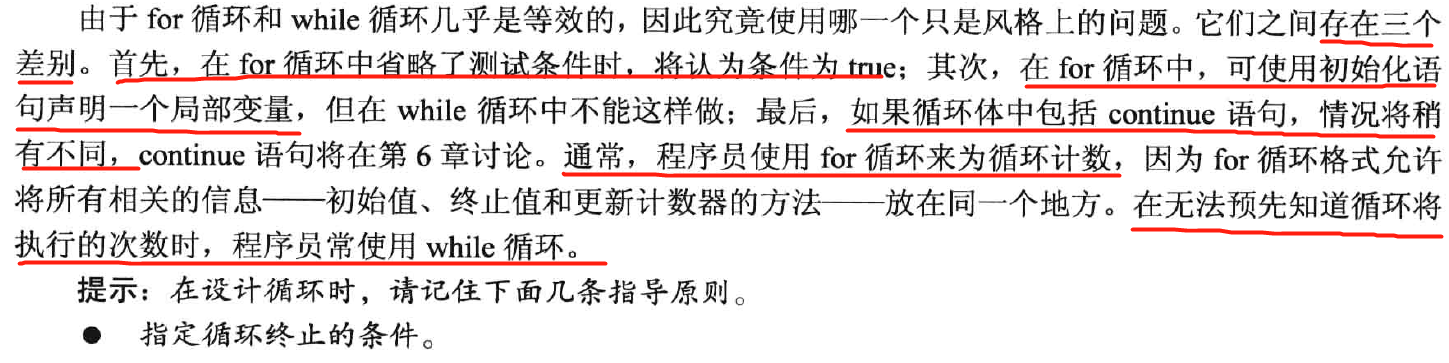 由于 for 循环和 while 循环几乎是等效的，因此究竟使用哪一个只是风格上的问题。它们之间存在三个
差别。首先，在 for 循环中省略了测试条件时，将认为条件为 true；其次，在 for 循环中，可使用初始化语
句声明一个局部变量，但在 while 循环中不能这样做；最后，如果循环体中包括 continue 语句，情况将稍
有不同，continue 语句将在第 6 章讨论。通常，程序员使用 for 循环来为循环计数，因为 for 循环格式允许
将所有相关的信息——初始值、终止值和更新计数器的方法——放在同一个地方。在无法预先知道循环将
执行的次数时，程序员常使用 while 循环。
提示：在设计循环时，请记住下面几条指导原则。
● 指定循环终止的条件。